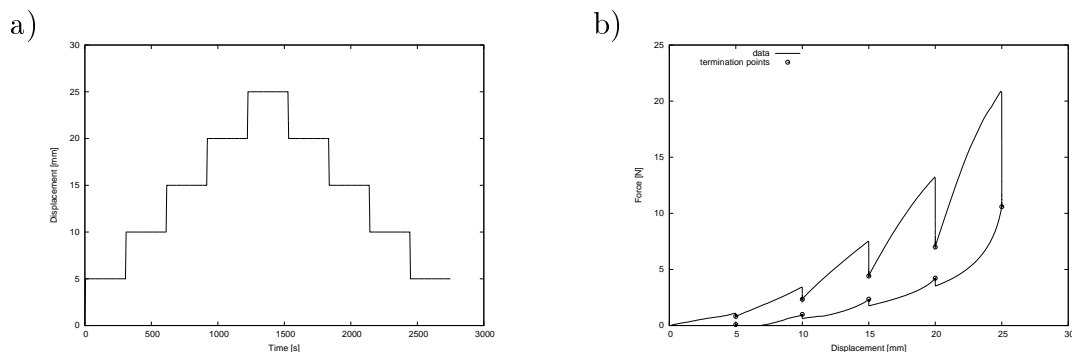 a)
30
25
20
15
10
5
0
0 500 1000 1500 2000 2500 3000
Displacement [mm]
Time [s]
b)
25
20
15
10
5
0
0 5 10 15 20 25 30
Force [N]
Displacement [mm]
data
termination points